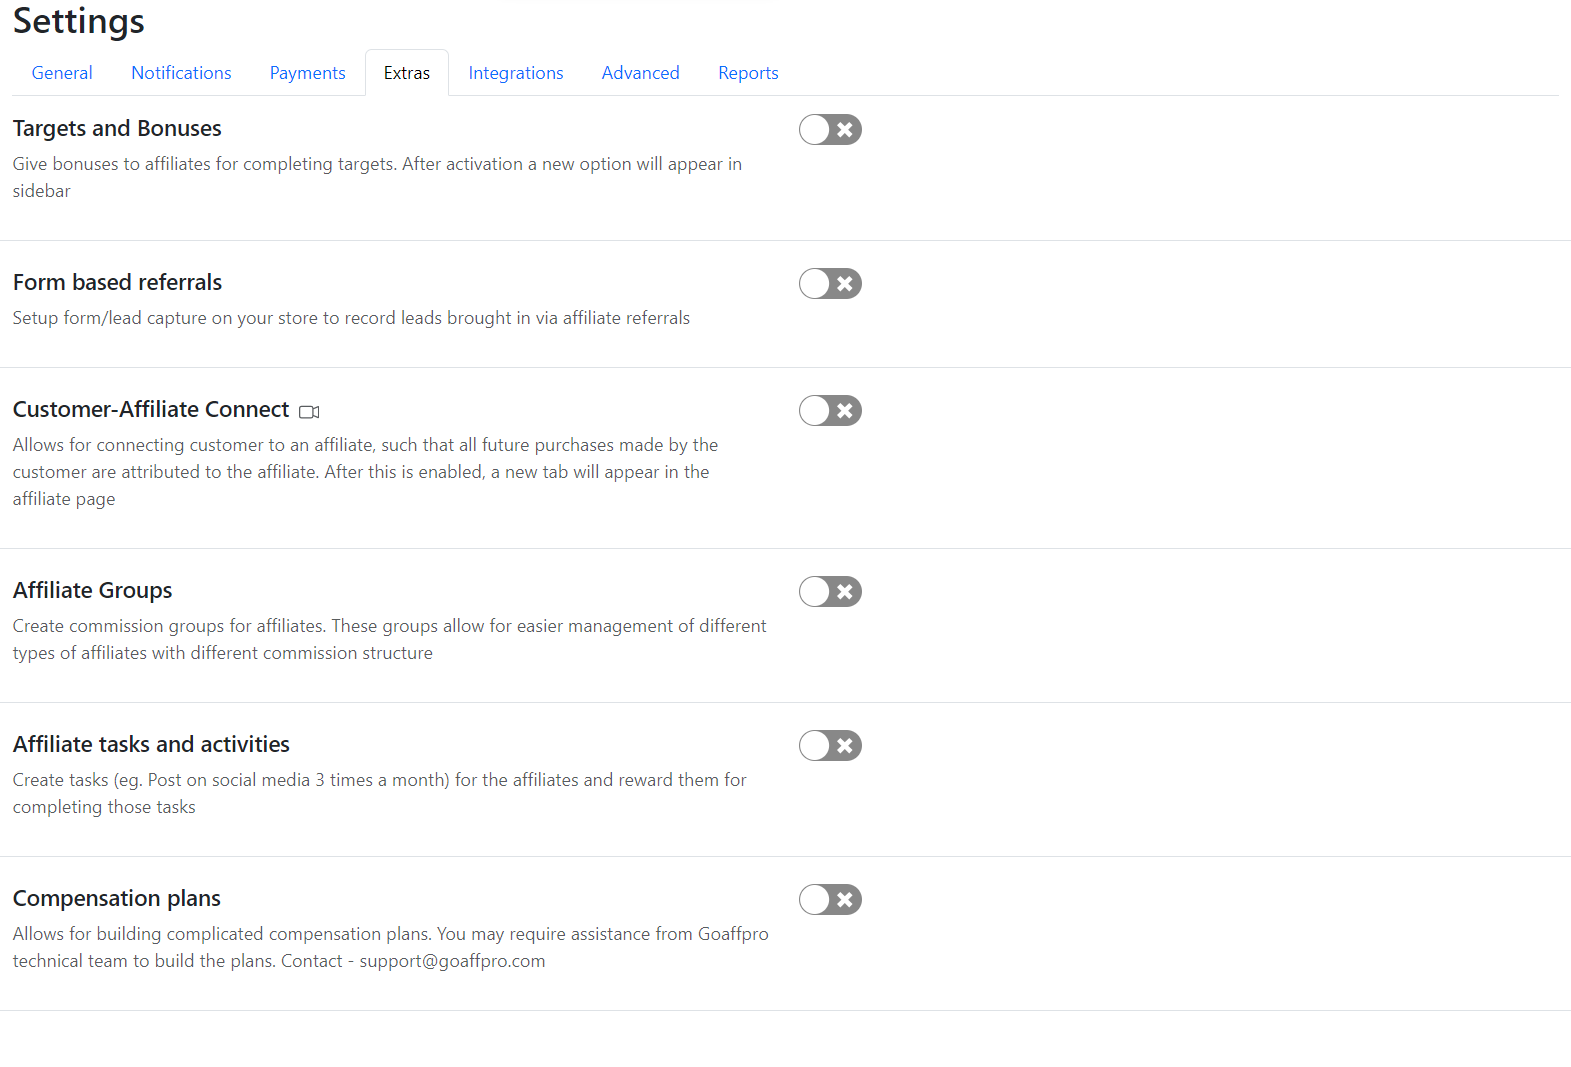 Settings
General Notifications Payments Extras Integrations Advanced Reports
Targets and Bonuses
Give bonuses to affiliates for completing targets. After activation a new option will appear in
sidebar
Form based referrals
Setup form/lead capture on your store to record leads brought in via affiliate referrals
Customer-Affiliate Connect
Allows for connecting customer to an affiliate, such that all future purchases made by the
customer are attributed to the affiliate. After this is enabled, a new tab will appear in the
affiliate page
Affiliate Groups
Create commission groups for affiliates. These groups allow for easier management of different
types of affiliates with different commission structure
Affiliate tasks and activities
Create tasks (eg. Post on social media 3 times a month) for the affiliates and reward them for
completing those tasks
Compensation plans
Allows for building complicated compensation plans. You may require assistance from Goaffpro
technical team to build the plans. Contact - support@goaffpro.com